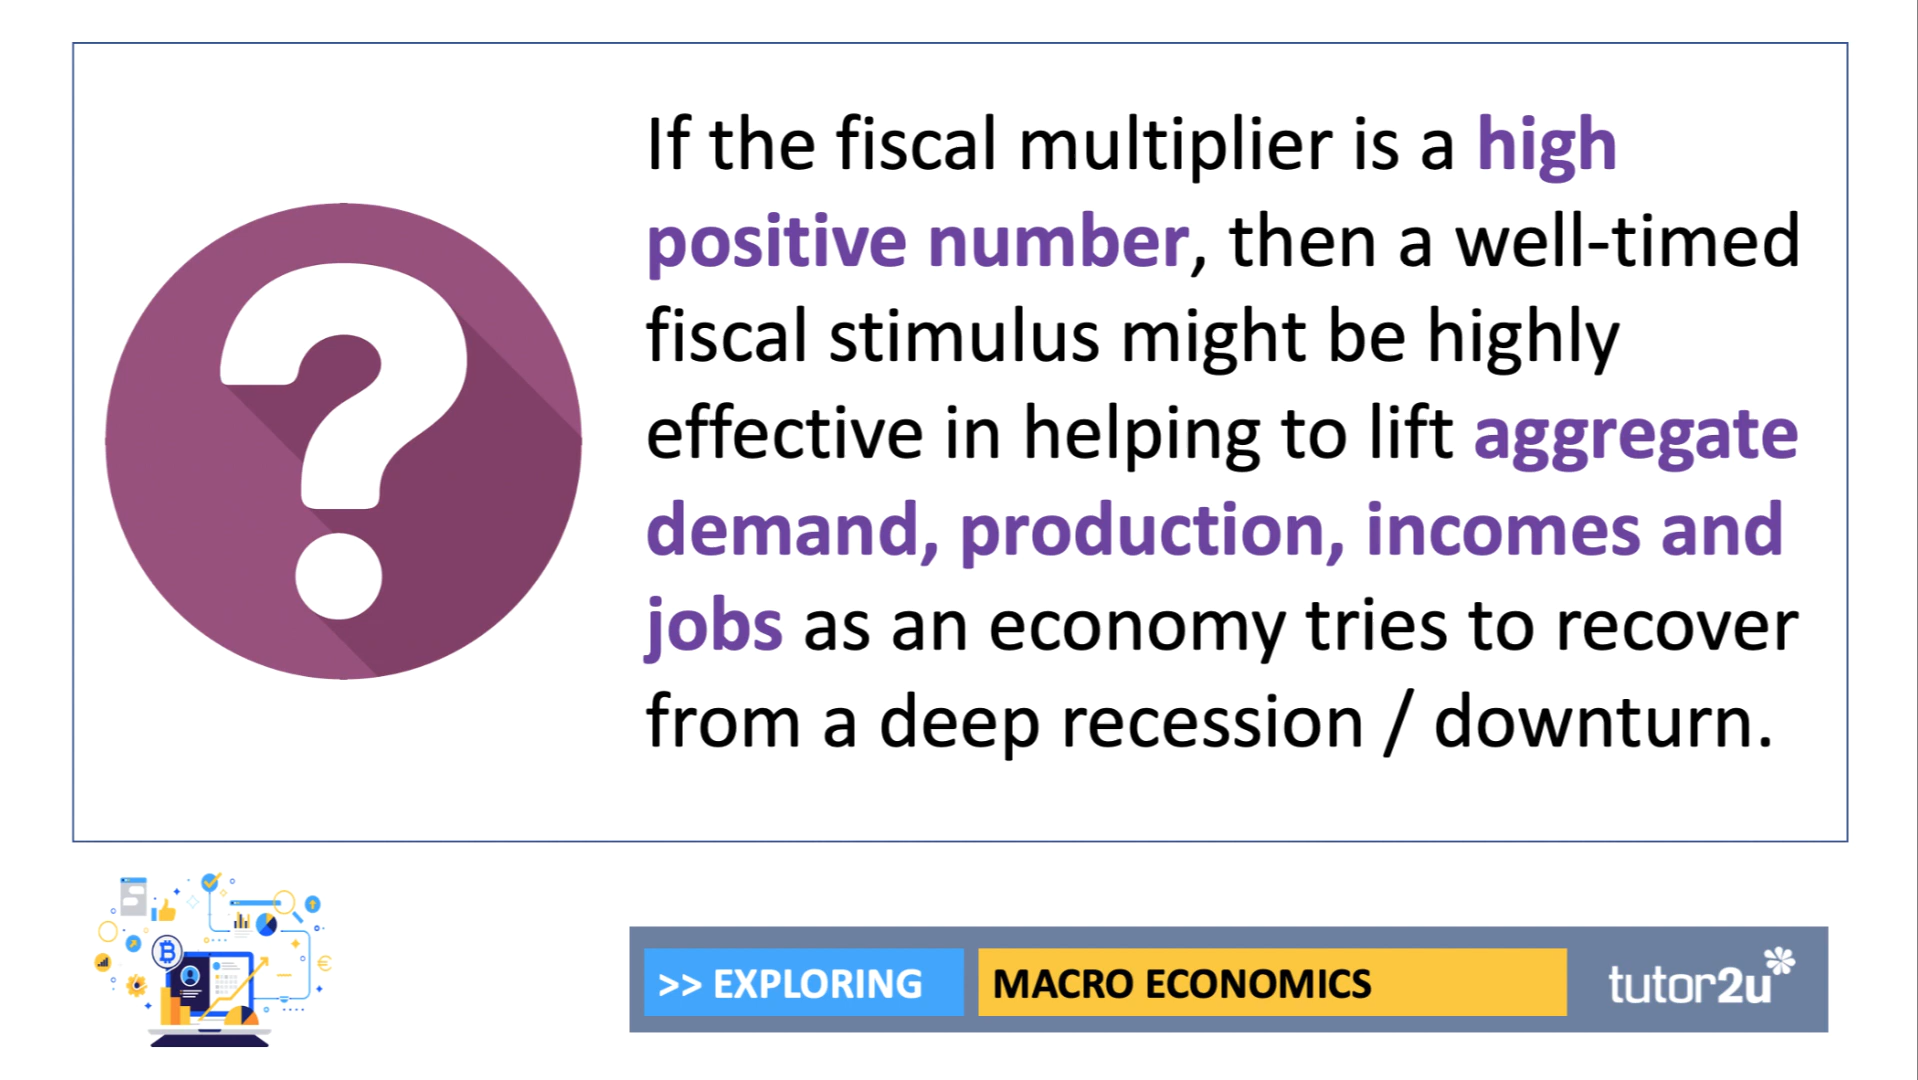 If the fiscal multiplier is a high
positive number, then a well-timed
fiscal stimulus might be highly
effective in helping to lift aggregate
demand, production, incomes and
jobs as an economy tries to recover
from a deep recession / downturn.
>> EXPLORING
MACRO ECONOMICS
tutor2u